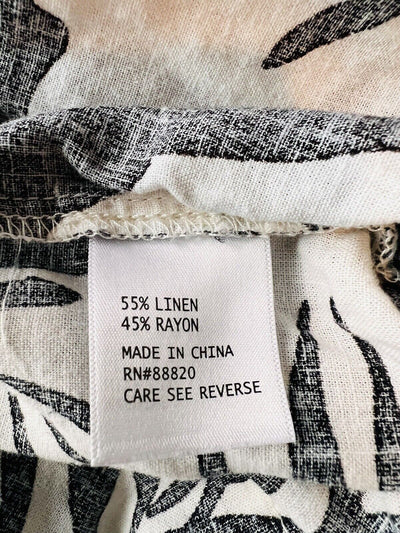 55% LINEN
45% RAYON
MADE IN CHINA
RN#88820
CARE SEE REVERSE